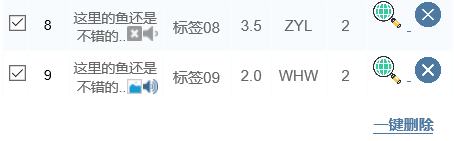 8 这里的鱼还是 标签08 3.5 ZYL 2 -
不错的..
9 这里的鱼还是 标签09 2.0 WHW 2 -
不错的..
一键删除